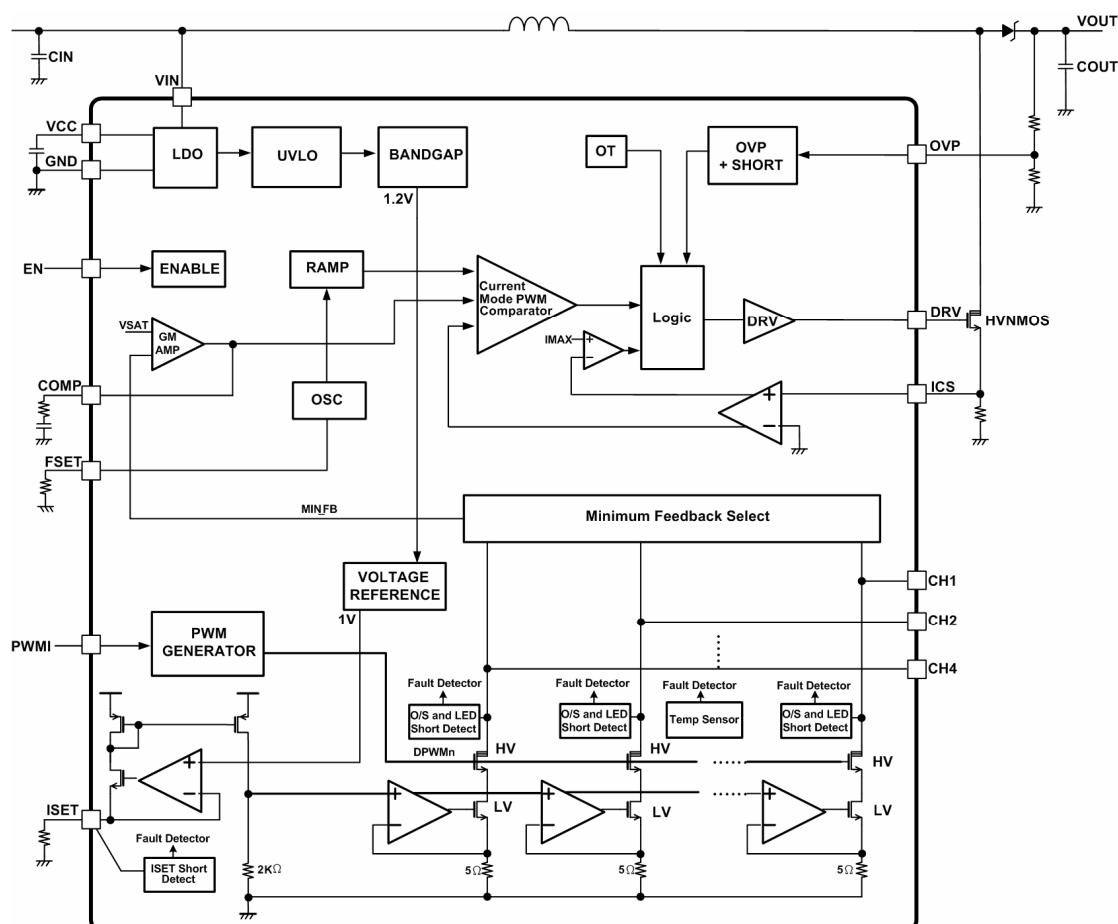 VOUT
CIN
COUT
VIN
VCC
LDO
UVLO
BANDGAP
OT
OVP
+ SHORT
OVP
GND
1.2V
EN
ENABLE
RAMP
Current
Mode PWM
Comparator
Logic
DRV
DRV
HVNMOS
VSAT
GM
AMP
IMAX
+
−
COMP
OSC
+
−
ICS
FSET
MIN_FB
Minimum Feedback Select
VOLTAGE
REFERENCE
1V
CH1
PWMI
PWM
GENERATOR
CH2
CH4
Fault Detector
Fault Detector
Fault Detector
Fault Detector
O/S and LED
Short Detect
O/S and LED
Short Detect
Temp Sensor
O/S and LED
Short Detect
DPWMn
HV
HV
HV
+
−
+
−
+
−
+
−
LV
LV
LV
ISET
Fault Detector
ISET Short
Detect
2KΩ
5Ω
5Ω
5Ω